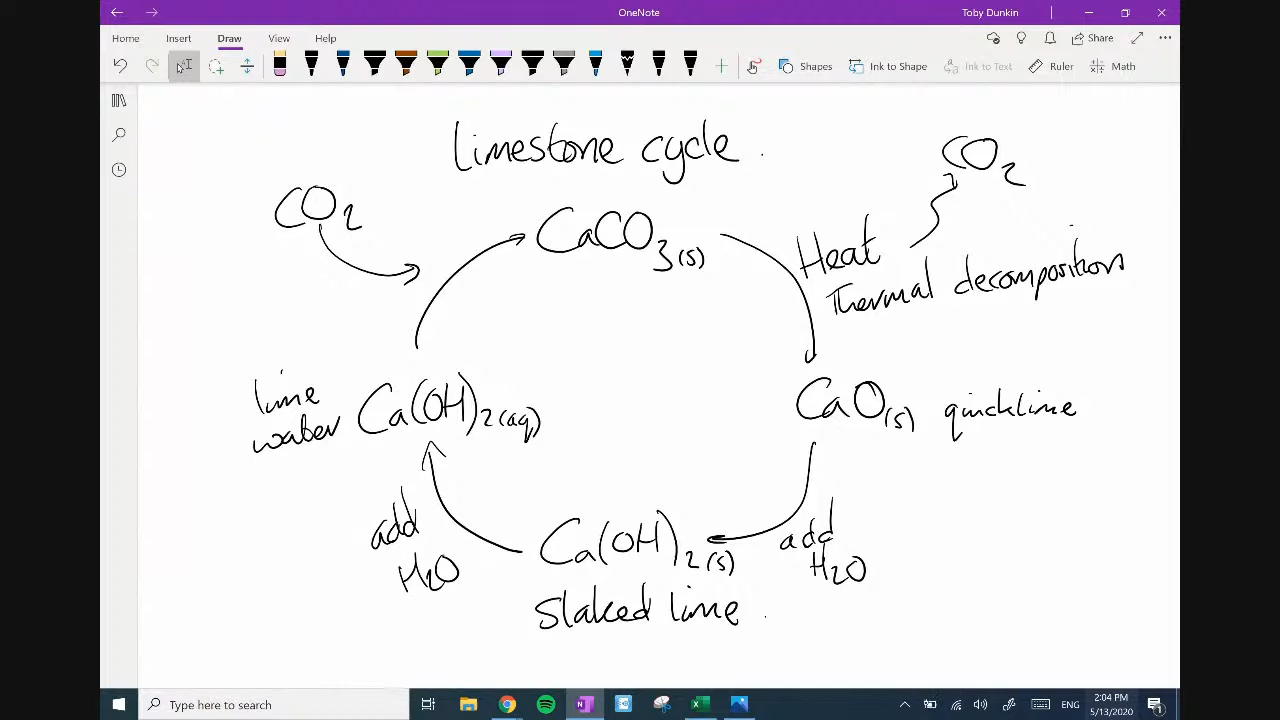 OneNote
Toby Dunkin
Home Insert Draw View Help
Share
Shapes
Ink to Shape
Ink to Text
Ruler
Math
Limestone cycle.
CO2
CO2
CaCO3(s)
Heat
Thermal decomposition
lime
water
Ca(OH)2(aq)
CaO(s) quicklime
add
H2O
add
H2O
Ca(OH)2(s)
slaked lime.
Type here to search
ENG
2:04 PM
5/13/2020
1